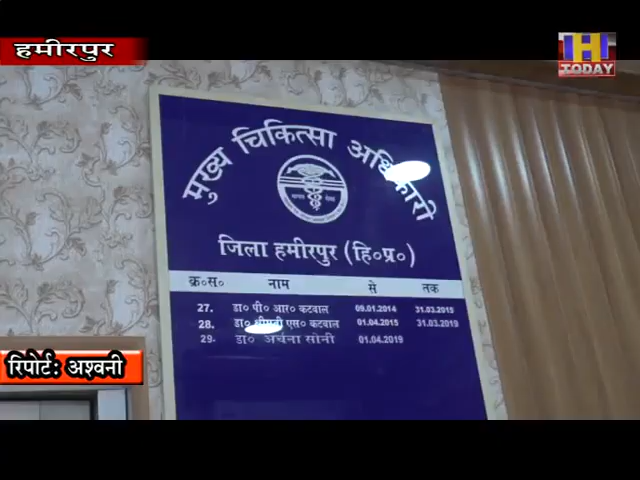 हमीरपुर
H
TODAY
मुख्य चिकित्सा अधिकारी
जिला हमीरपुर (हि०प्र०)
क्र०स० नाम से तक
27. डा० पी० आर० कटवाल 09.01.2014 31.03.2015
28. डा० एस० कटवाल 01.04.2015 31.03.2019
29. डा० अर्चना सोनी 01.04.2019
रिपोर्ट: अश्वनी